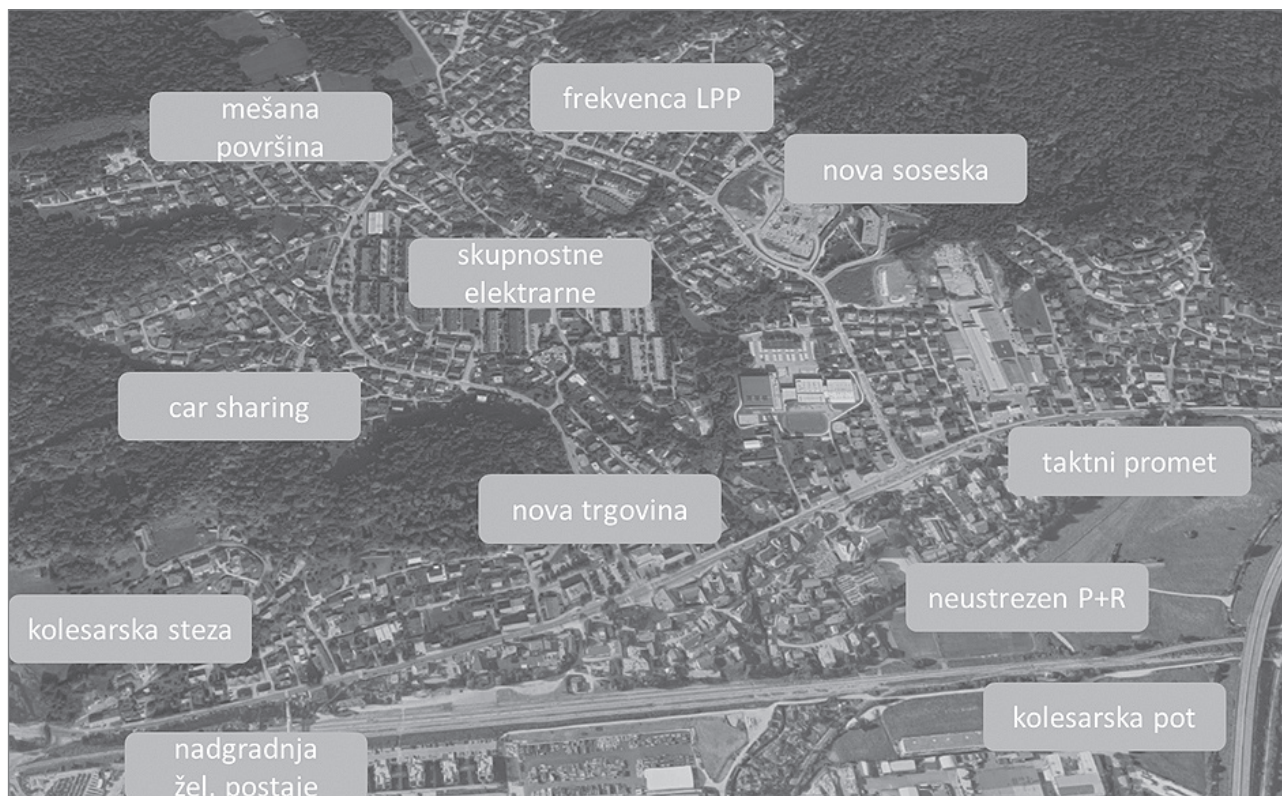 frekvenca LPP
mešana
površina
nova soseska
skupnostne
elektrarne
car sharing
taktni promet
nova trgovina
neustrezen P+R
kolesarska steza
kolesarska pot
nadgradnja
žel. postaje